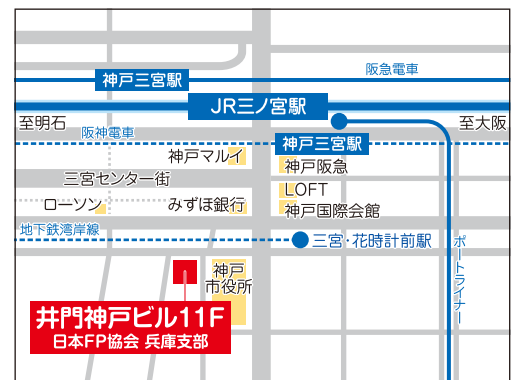 阪急電車
神戸三宮駅
JR三ノ宮駅
至明石
至大阪
阪神電車
神戸三宮駅
神戸マルイ
神戸阪急
三宮センター街
LOFT
ローソン
みずほ銀行
神戸国際会館
地下鉄湾岸線
三宮・花時計前駅
ポートライナー
神戸
市役所
井門神戸ビル11F
日本FP協会 兵庫支部